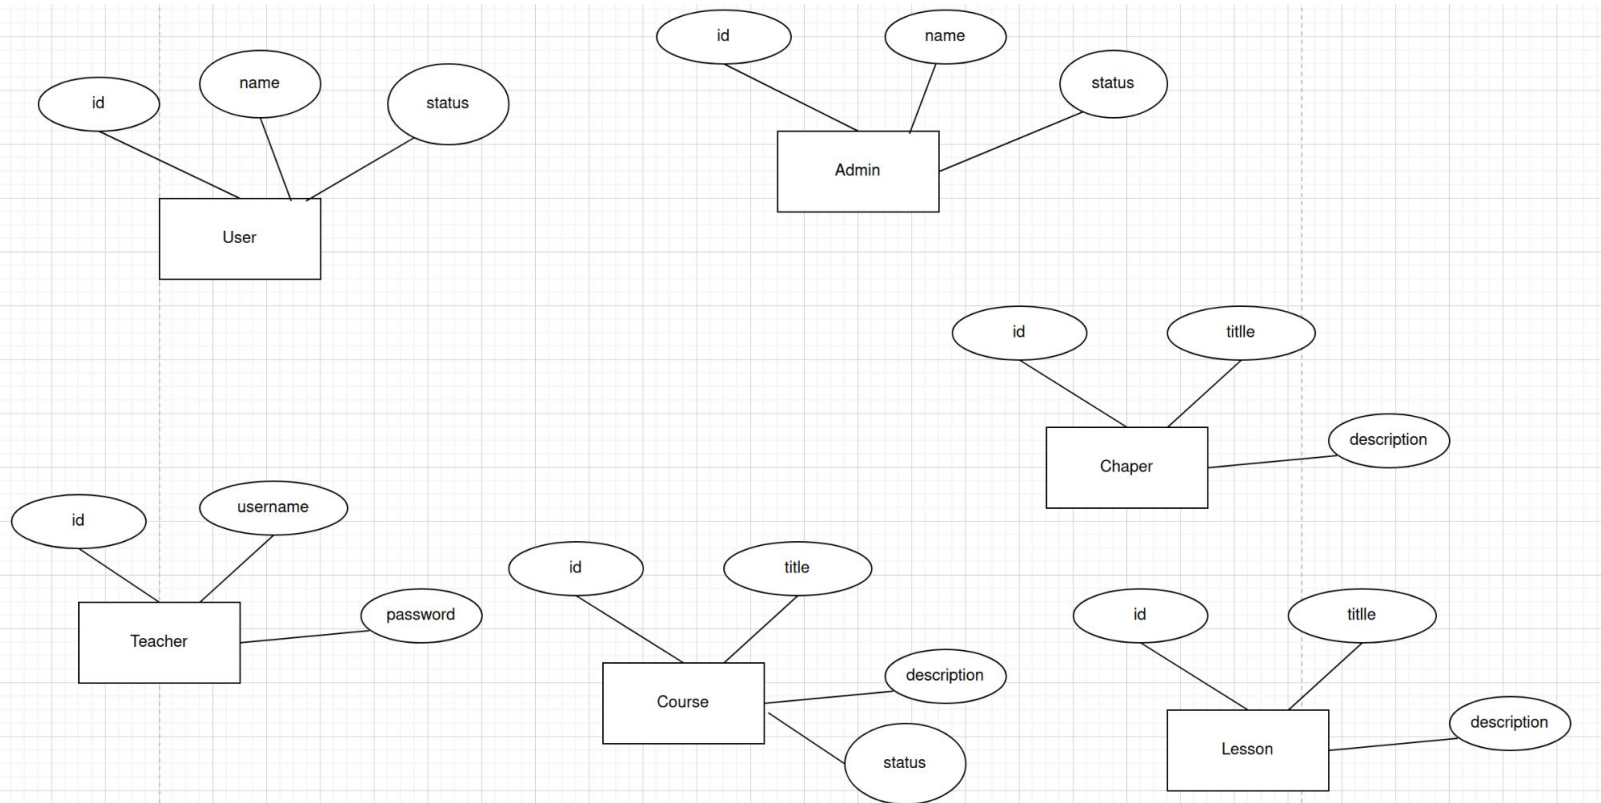 id
name
status
User
id
name
status
Admin
id
titlle
description
Chaper
id
username
password
Teacher
id
title
description
status
Course
id
titlle
description
Lesson